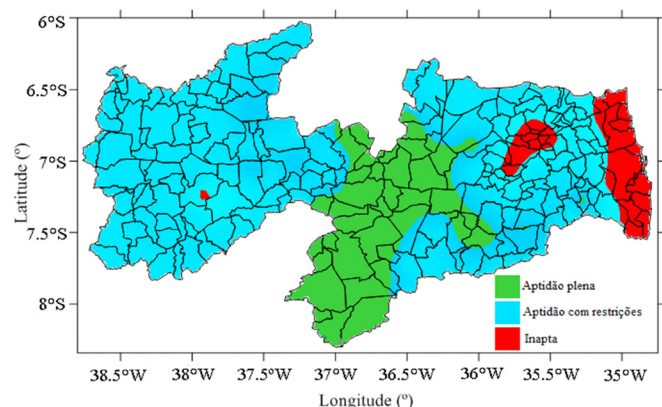 6°S
6.5°S
7°S
7.5°S
8°S
Latitude (º)
Aptidão plena
Aptidão com restrições
Inapta
38.5°W 38°W 37.5°W 37°W 36.5°W 36°W 35.5°W 35°W
Longitude (º)